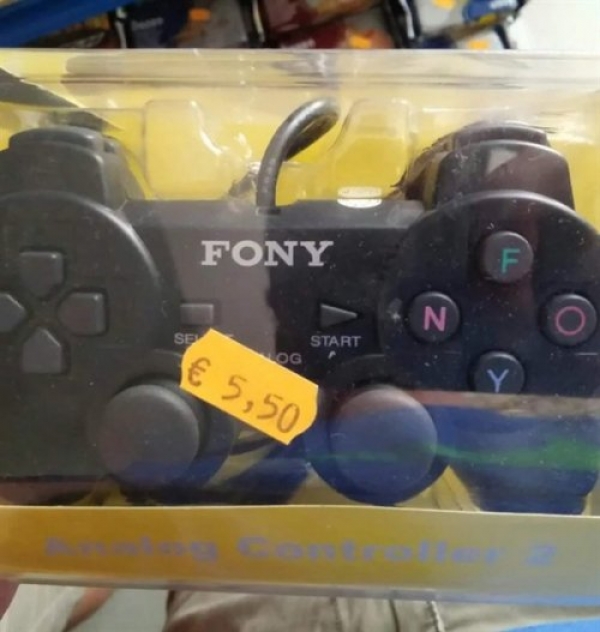 FONY
F
N
O
Y
START
€ 5,50
Analog Controller 2